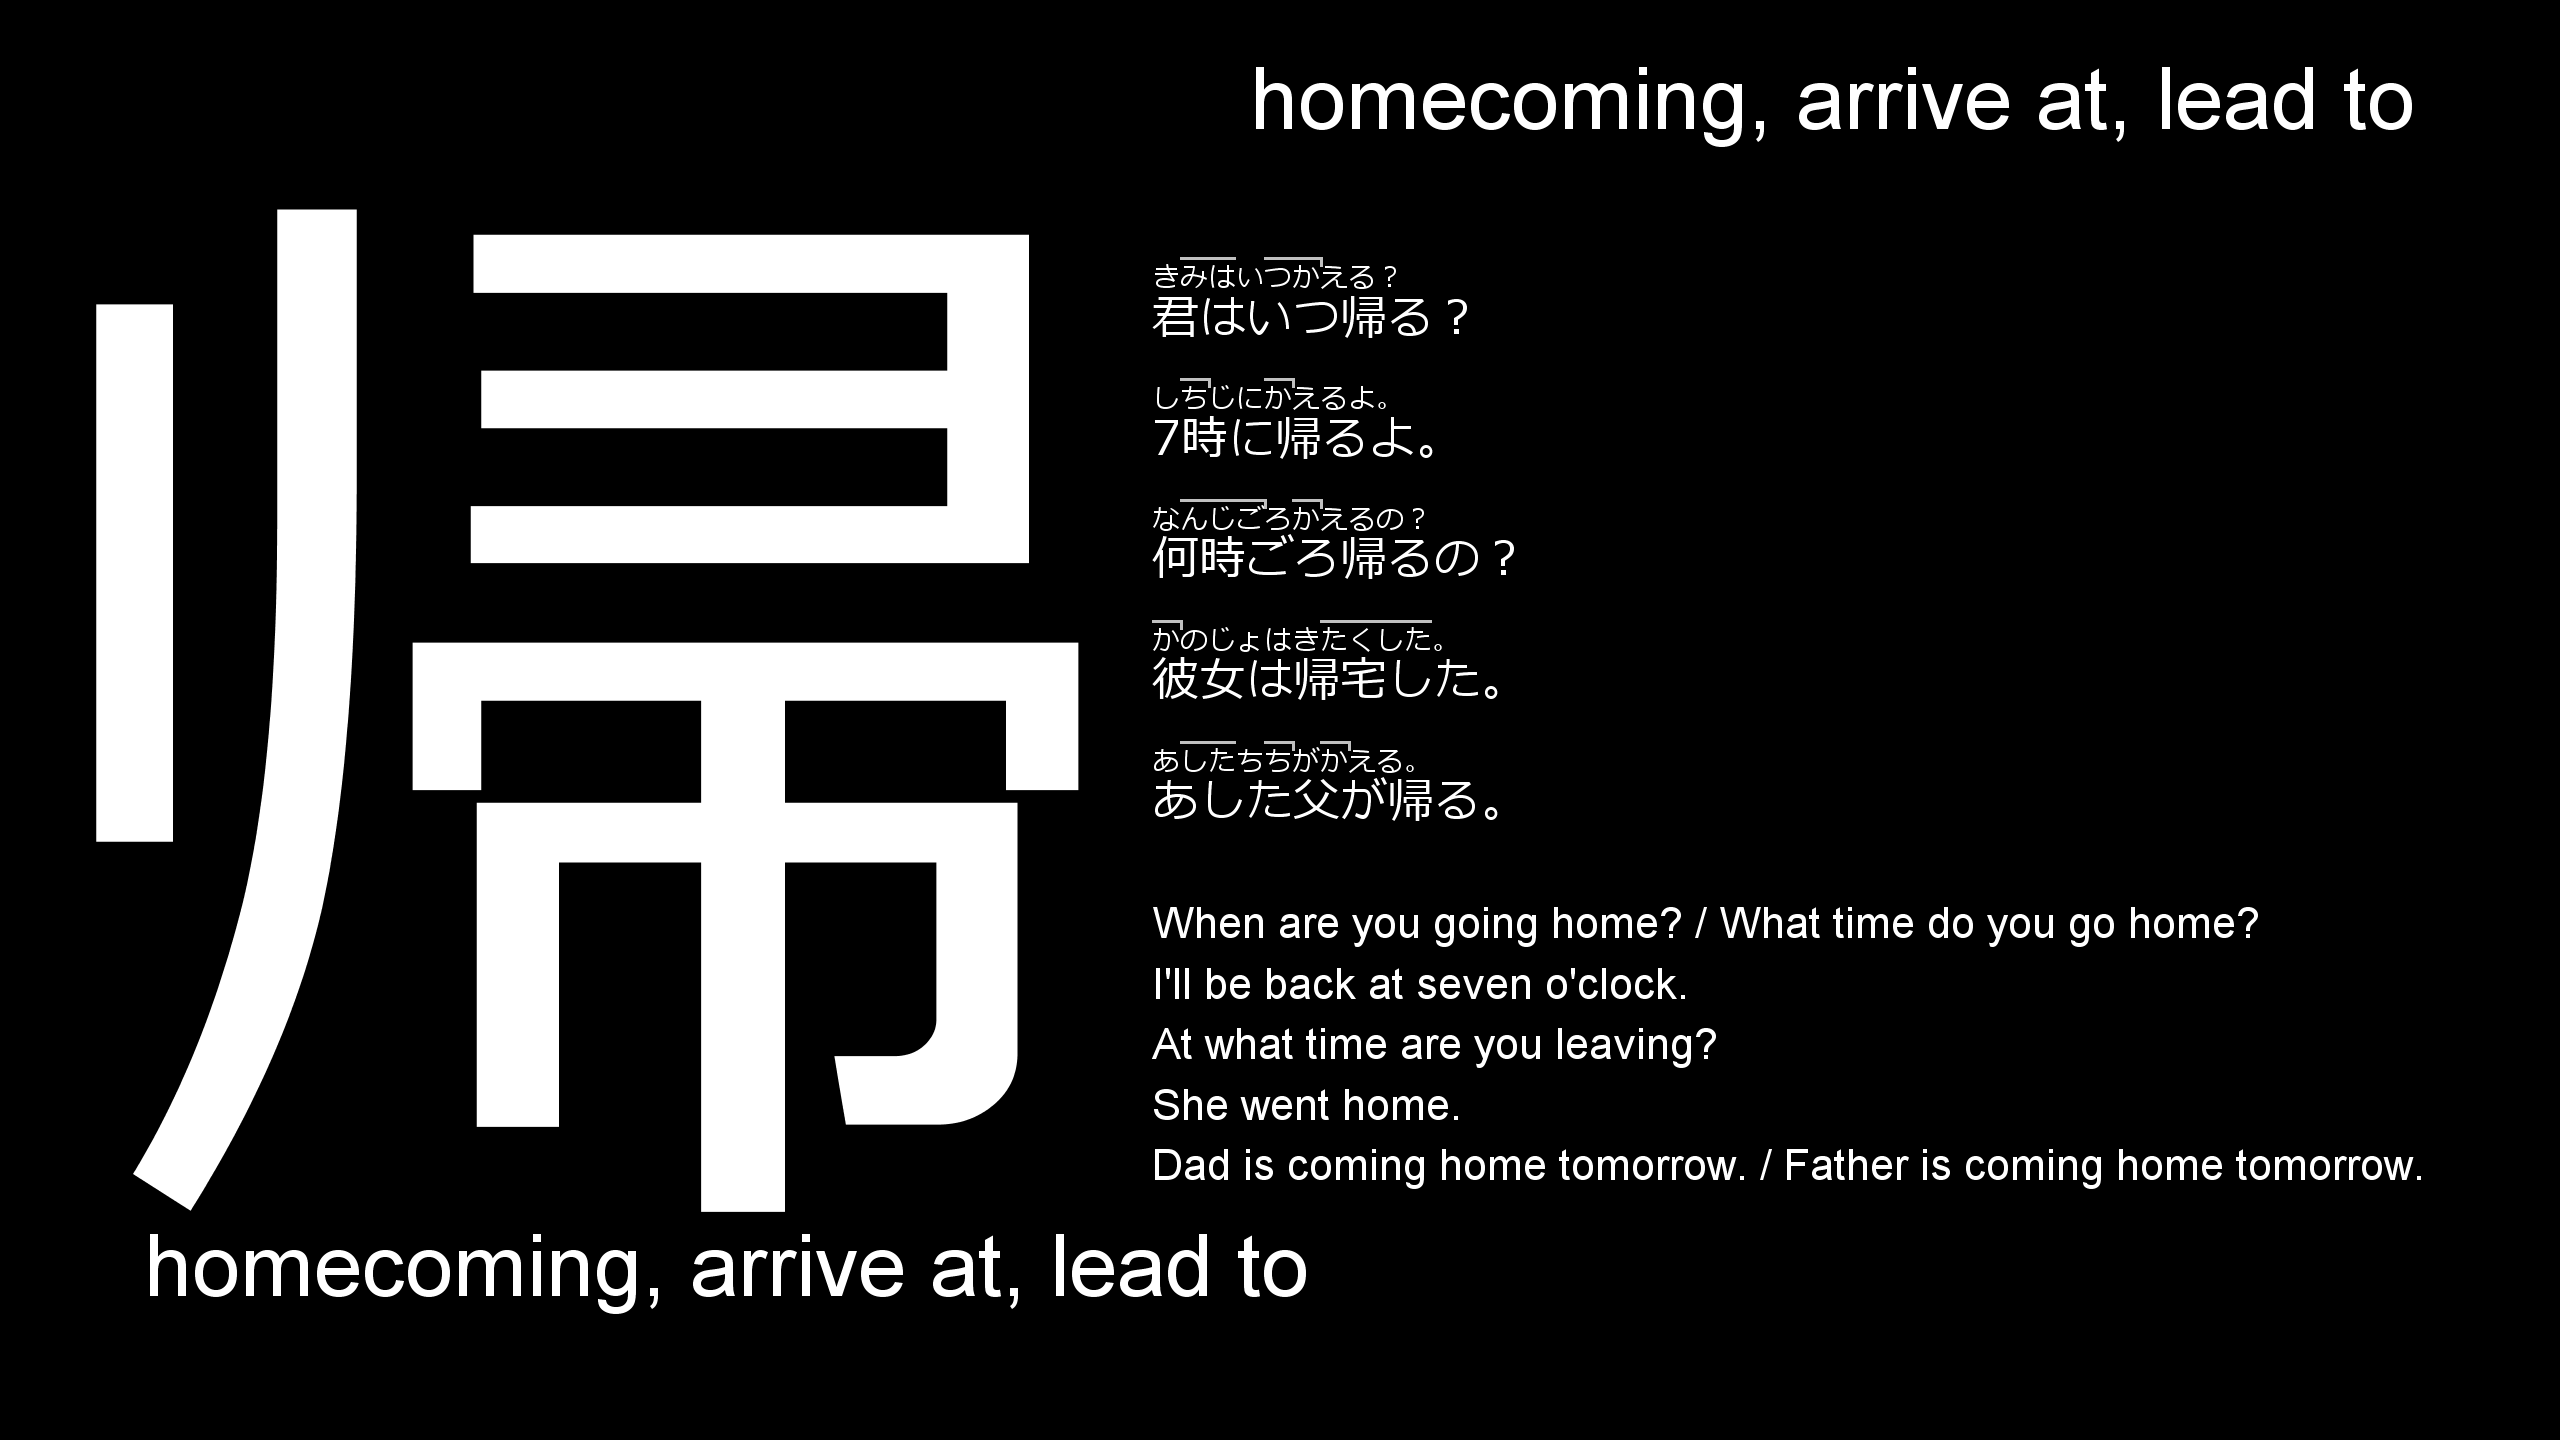 homecoming, arrive at, lead to
帰
きみはいつかえる？
君はいつ帰る？
しちじにかえるよ。
7時に帰るよ。
なんじごろかえるの？
何時ごろ帰るの？
かのじょはきたくした。
彼女は帰宅した。
あしたちちがかえる。
あした父が帰る。
When are you going home? / What time do you go home?
I'll be back at seven o'clock.
At what time are you leaving?
She went home.
Dad is coming home tomorrow. / Father is coming home tomorrow.
homecoming, arrive at, lead to